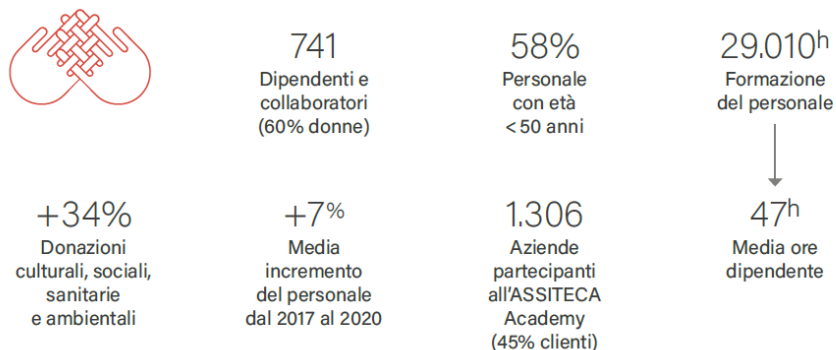 741
Dipendenti e
collaboratori
(60% donne)
58%
Personale
con età
< 50 anni
29.010h
Formazione
del personale
+34%
Donazioni
culturali, sociali,
sanitarie
e ambientali
+7%
Media
incremento
del personale
dal 2017 al 2020
1.306
Aziende
partecipanti
all'ASSITECA
Academy
(45% clienti)
47h
Media ore
dipendente